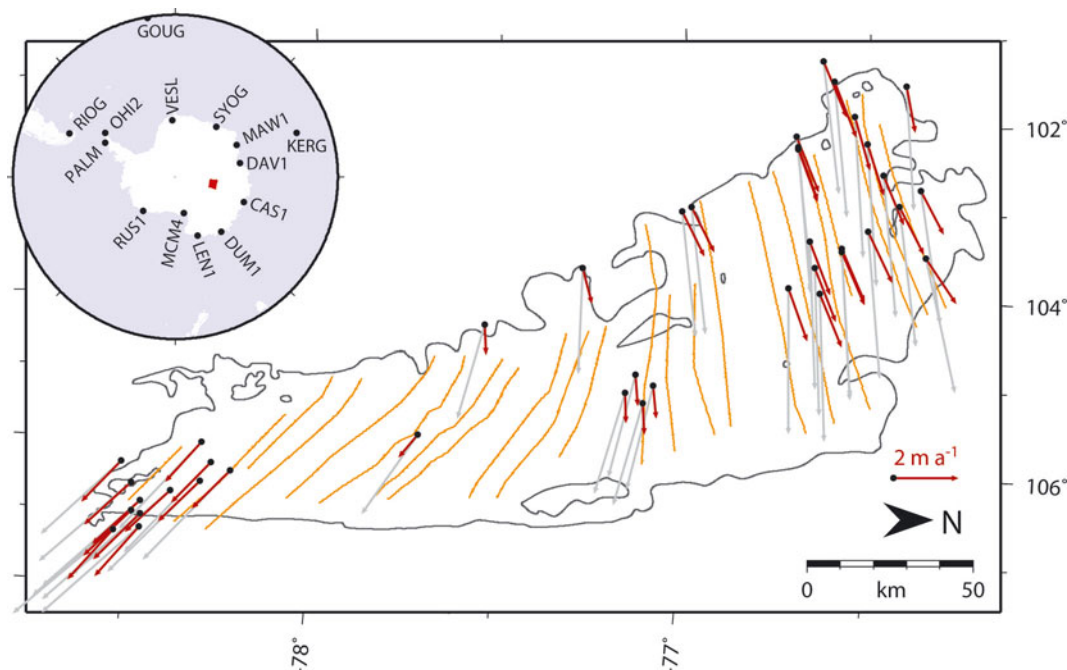 GOUG
RIOG
OHI2
PALM
VESL
SYOG
MAW1
KERG
DAV1
CAS1
RUS1
MCM4
LEN1
DUM1
102°
104°
2 m a⁻¹
106°
N
0 50
km
-78°
-77°